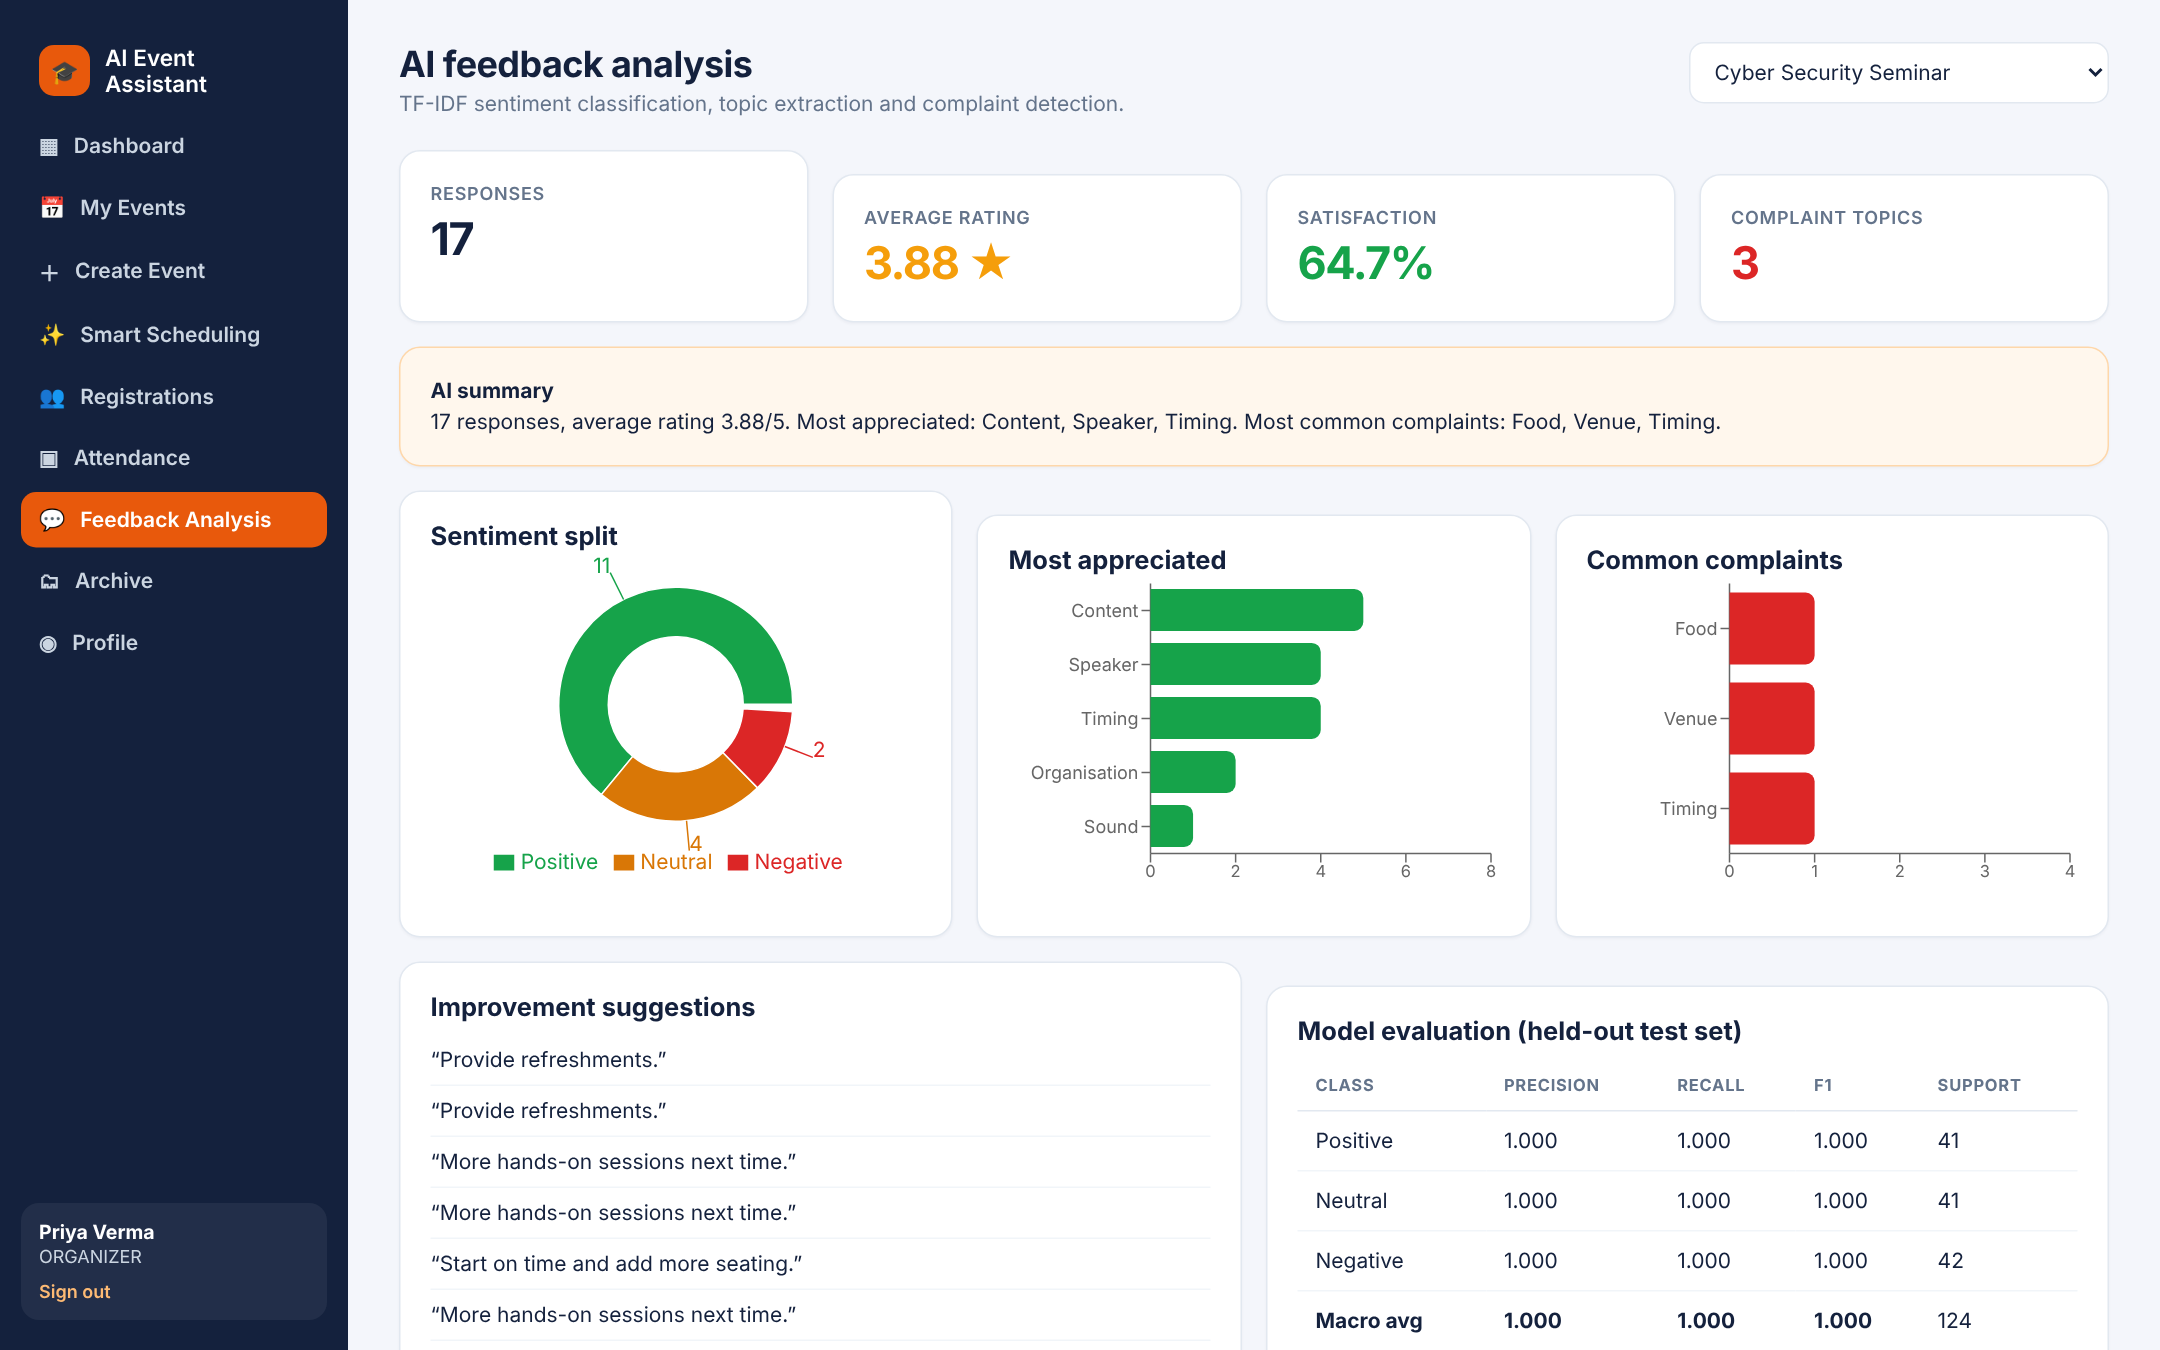 AI Event
Assistant
Dashboard
My Events
Create Event
Smart Scheduling
Registrations
Attendance
Feedback Analysis
Archive
Profile
Priya Verma
ORGANIZER
Sign out
AI feedback analysis
TF-IDF sentiment classification, topic extraction and complaint detection.
Cyber Security Seminar
RESPONSES
17
AVERAGE RATING
3.88 ★
SATISFACTION
64.7%
COMPLAINT TOPICS
3
AI summary
17 responses, average rating 3.88/5. Most appreciated: Content, Speaker, Timing. Most common complaints: Food, Venue, Timing.
Sentiment split
11
2
4
Positive Neutral Negative
Most appreciated
Content
Speaker
Timing
Organisation
Sound
0 2 4 6 8
Common complaints
Food
Venue
Timing
0 1 2 3 4
Improvement suggestions
“Provide refreshments.”
“Provide refreshments.”
“More hands-on sessions next time.”
“More hands-on sessions next time.”
“Start on time and add more seating.”
“More hands-on sessions next time.”
Model evaluation (held-out test set)
CLASS PRECISION RECALL F1 SUPPORT
Positive 1.000 1.000 1.000 41
Neutral 1.000 1.000 1.000 41
Negative 1.000 1.000 1.000 42
Macro avg 1.000 1.000 1.000 124